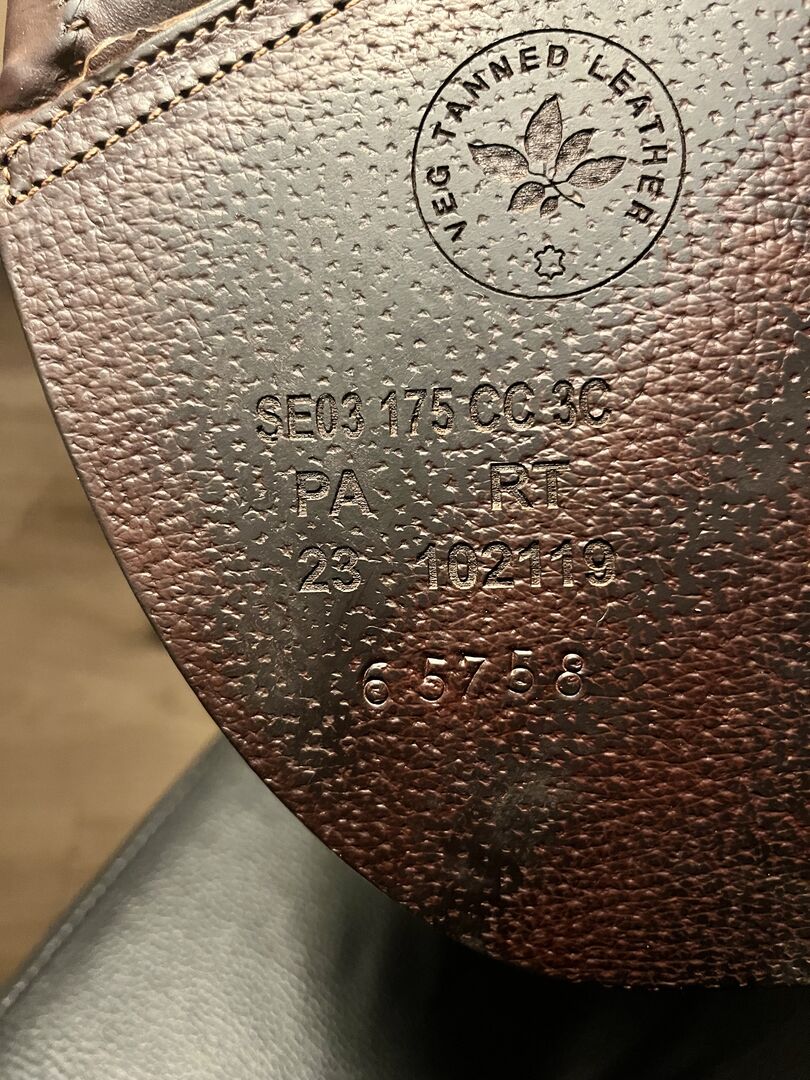 VEG TANNED LEATHER
SE03 175 CC 3C
PA RT
23 102119
65758